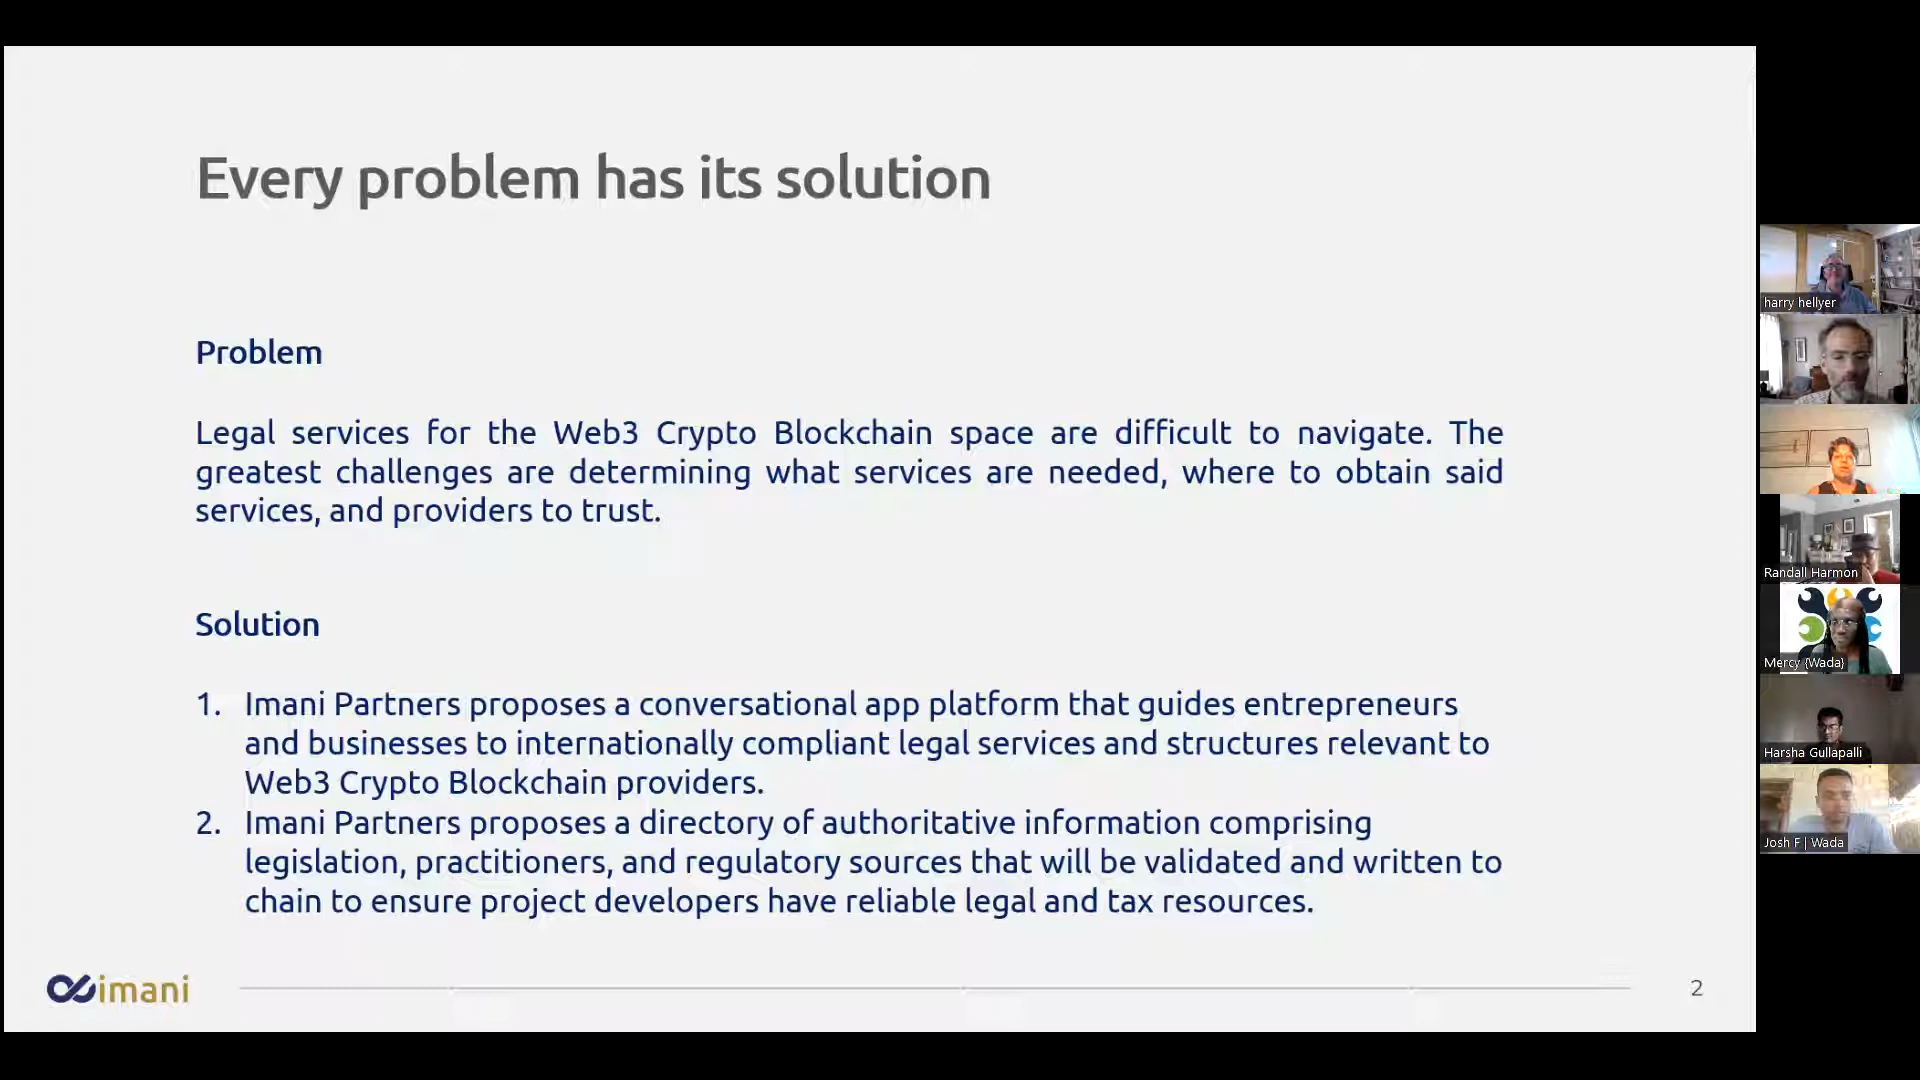 Every problem has its solution
Problem
Legal services for the Web3 Crypto Blockchain space are difficult to navigate. The
greatest challenges are determining what services are needed, where to obtain said
services, and providers to trust.
Solution
1. Imani Partners proposes a conversational app platform that guides entrepreneurs
and businesses to internationally compliant legal services and structures relevant to
Web3 Crypto Blockchain providers.
2. Imani Partners proposes a directory of authoritative information comprising
legislation, practitioners, and regulatory sources that will be validated and written to
chain to ensure project developers have reliable legal and tax resources.
imani
2
harry hellyer
Randall Harmon
Mercy (Wada)
Harsha Gullapalli
Josh F | Wada